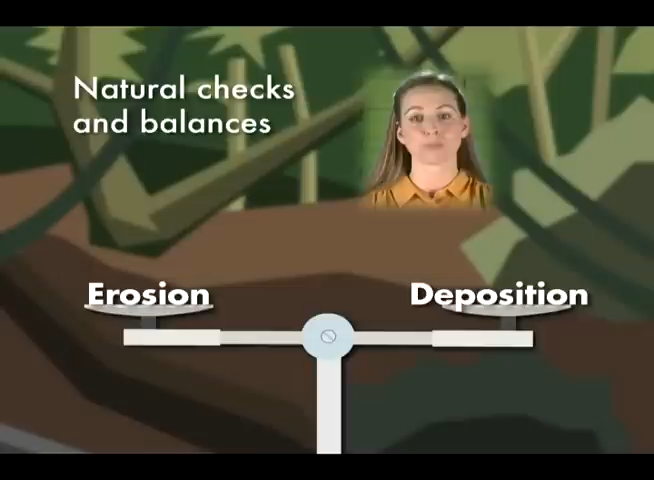 Natural checks
and balances
Erosion
Deposition